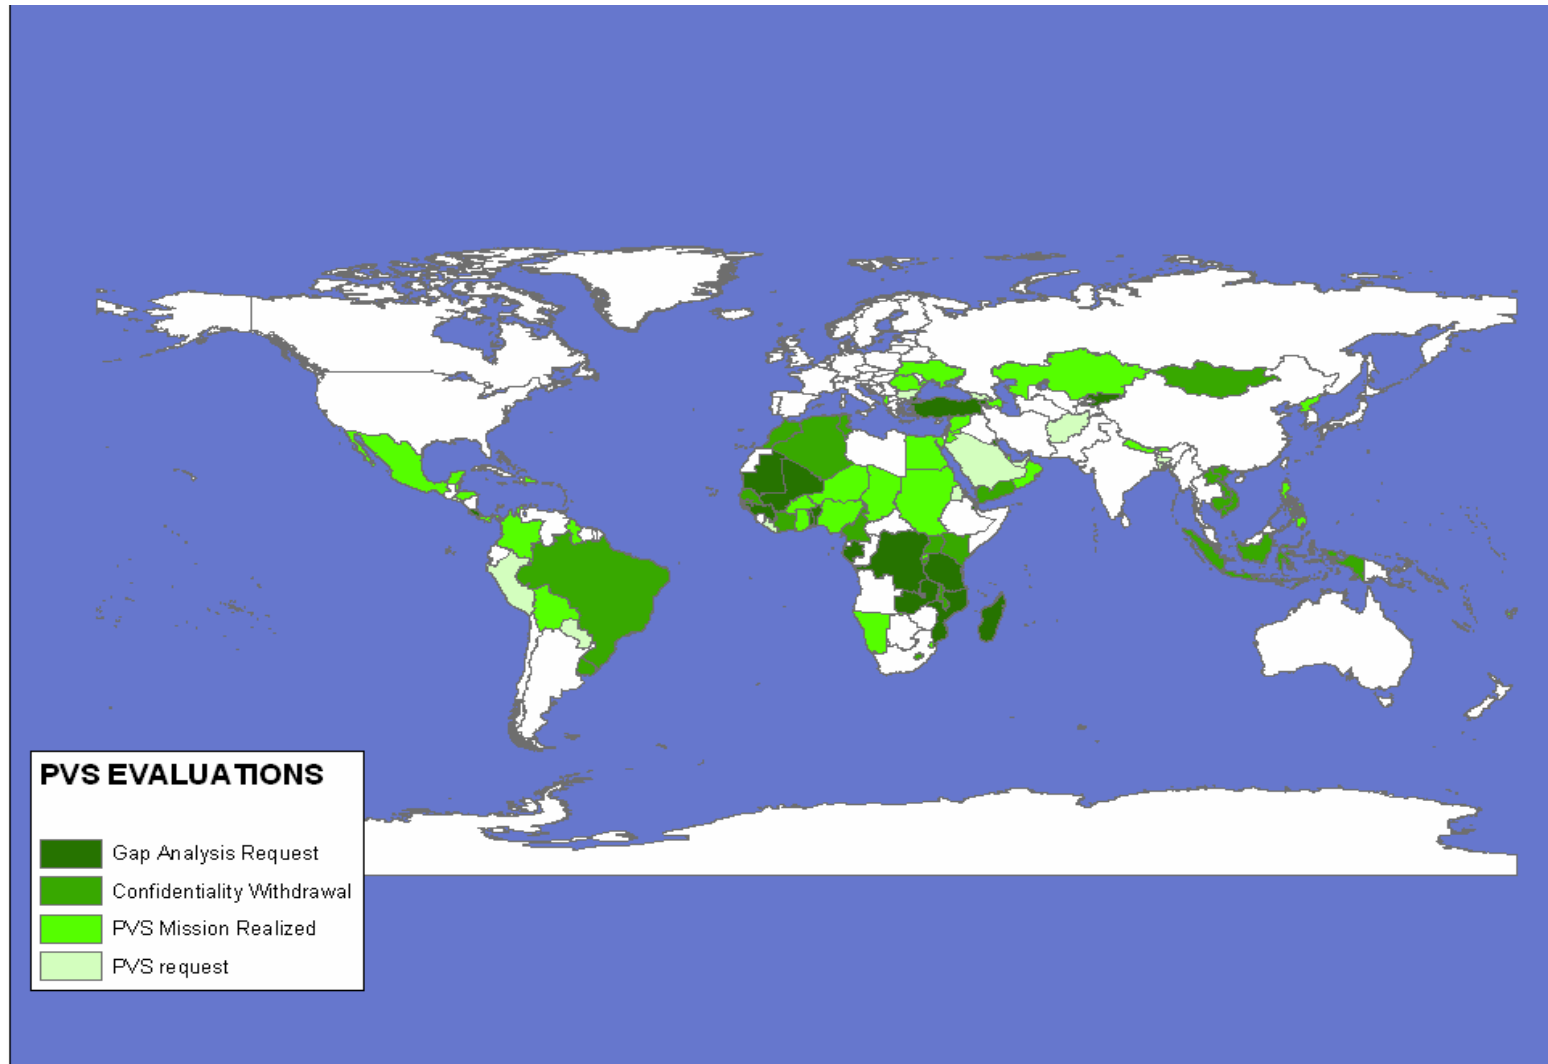 PVS EVALUATIONS
Gap Analysis Request
Confidentiality Withdrawal
PVS Mission Realized
PVS request